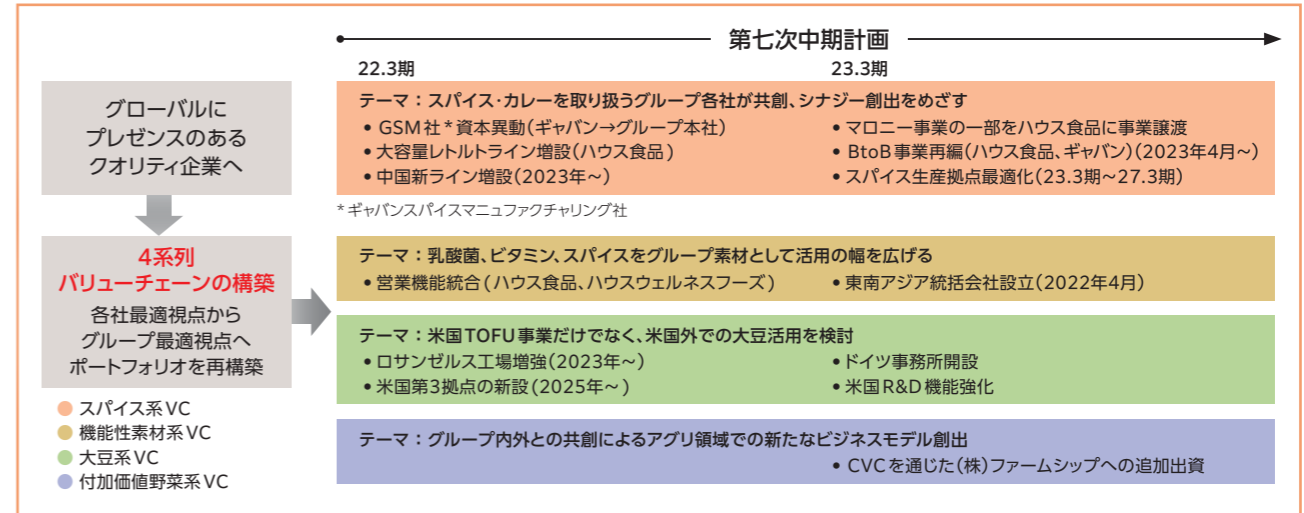 第七次中期計画
22.3期
23.3期
グローバルに
プレゼンスのある
クオリティ企業へ
テーマ：スパイス・カレーを取り扱うグループ各社が共創、シナジー創出をめざす
• GSM社*資本異動(ギャバン→グループ本社)
• 大容量レトルトライン増設(ハウス食品)
• 中国新ライン増設(2023年～)
• マロニー事業の一部をハウス食品に事業譲渡
• BtoB事業再編(ハウス食品、ギャバン)(2023年4月～)
• スパイス生産拠点最適化(23.3期～27.3期)
*ギャバンスパイスマニュファクチャリング社
4系列
バリューチェーンの構築
各社最適視点から
グループ最適視点へ
ポートフォリオを再構築
テーマ：乳酸菌、ビタミン、スパイスをグループ素材として活用の幅を広げる
• 営業機能統合(ハウス食品、ハウスウェルネスフーズ)
• 東南アジア統括会社設立(2022年4月)
テーマ：米国TOFU事業だけでなく、米国外での大豆活用を検討
• ロサンゼルス工場増強(2023年～)
• 米国第3拠点の新設(2025年～)
• ドイツ事務所開設
• 米国R&D機能強化
テーマ：グループ内外との共創によるアグリ領域での新たなビジネスモデル創出
• CVCを通じた(株)ファームシップへの追加出資
● スパイス系VC
● 機能性素材系VC
● 大豆系VC
● 付加価値野菜系VC